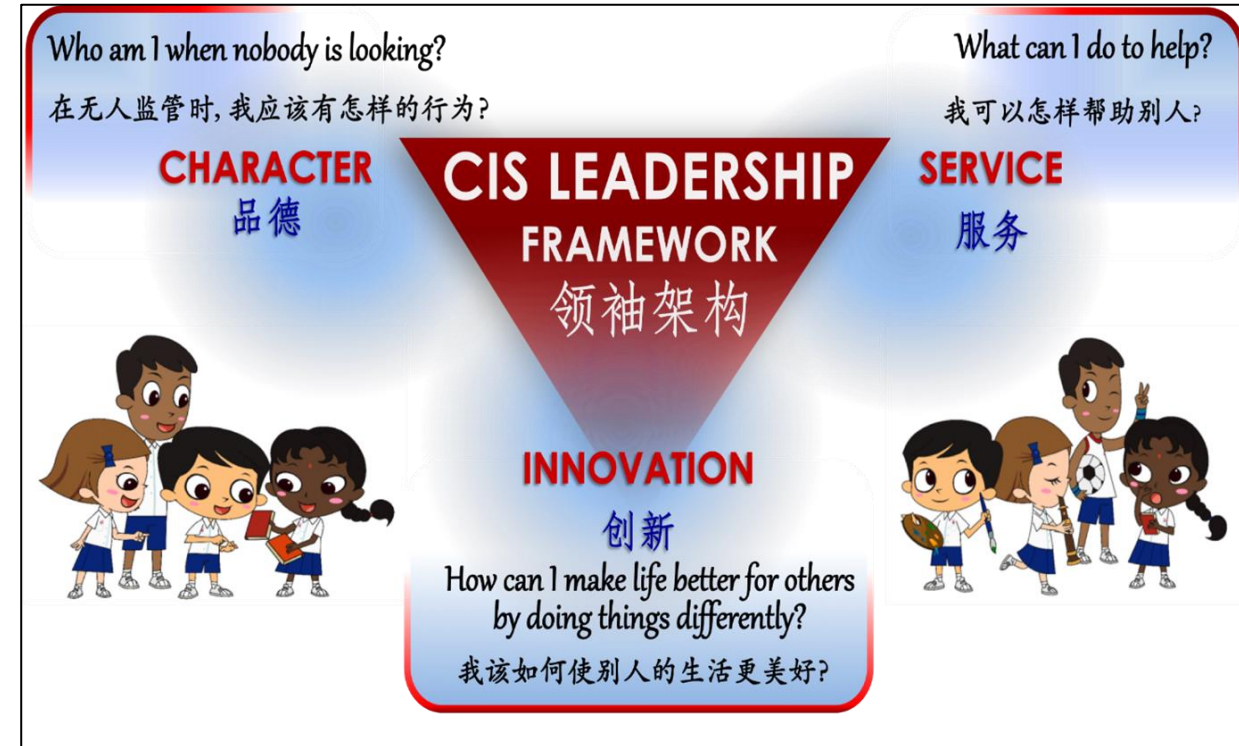 Who am I when nobody is looking?
在无人监管时, 我应该有怎样的行为?
CHARACTER
品德
What can I do to help?
我可以怎样帮助别人?
SERVICE
服务
CIS LEADERSHIP
FRAMEWORK
领袖架构
INNOVATION
创新
How can I make life better for others
by doing things differently?
我该如何使别人的生活更美好?